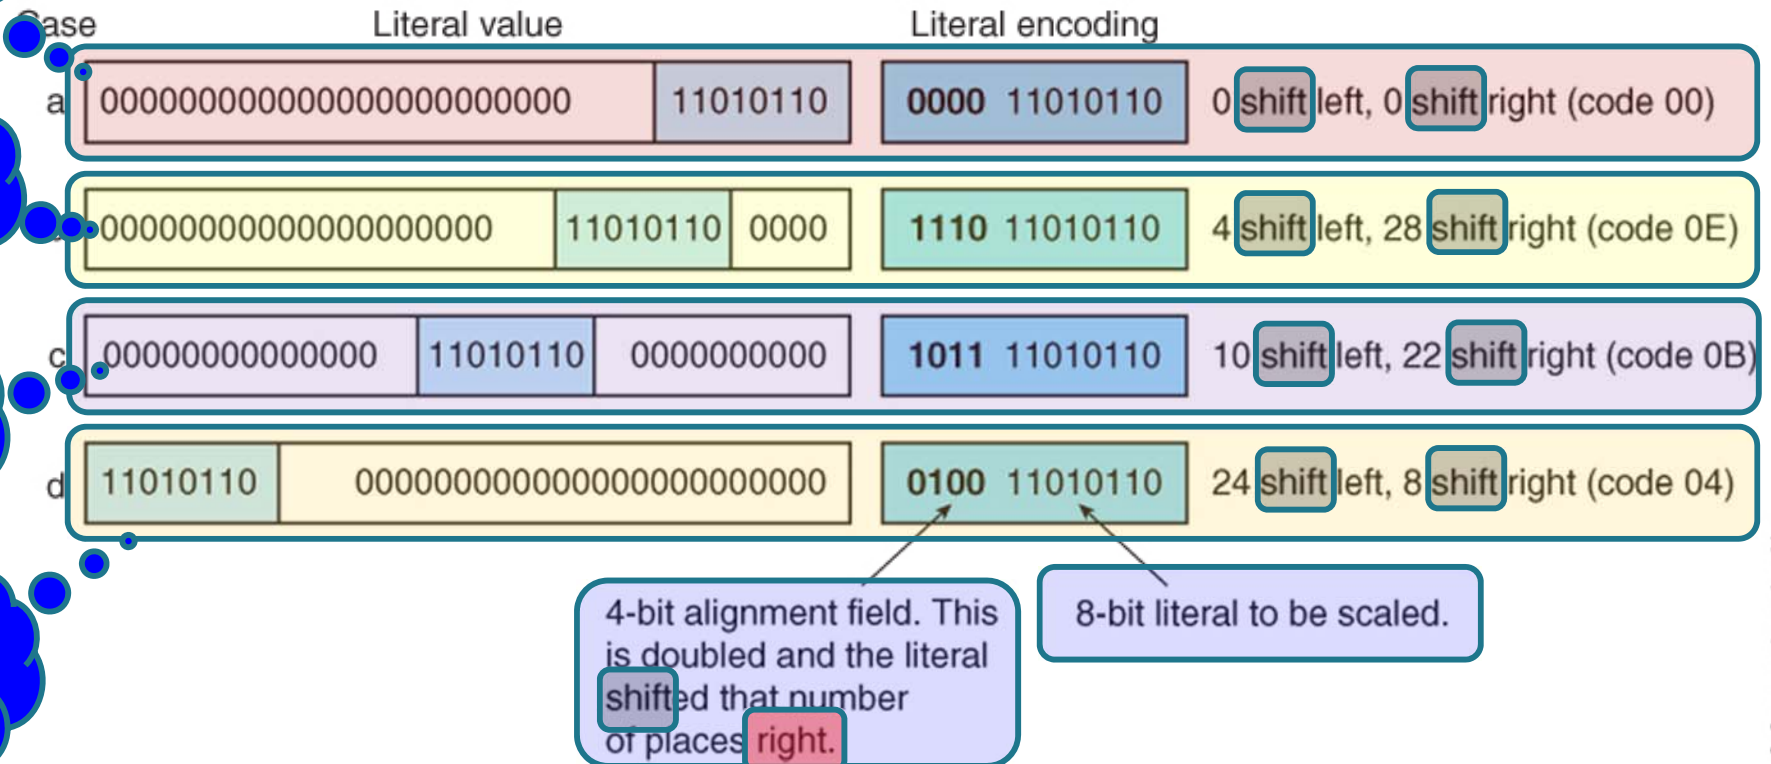 Case Literal value Literal encoding
a 000000000000000000000000 11010110 0000 11010110 0 shift left, 0 shift right (code 00)
00000000000000000000 11010110 0000 1110 11010110 4 shift left, 28 shift right (code 0E)
c 00000000000000 11010110 0000000000 1011 11010110 10 shift left, 22 shift right (code 0B)
d 11010110 000000000000000000000000 0100 11010110 24 shift left, 8 shift right (code 04)
4-bit alignment field. This
is doubled and the literal
shifted that number
of places right.
8-bit literal to be scaled.